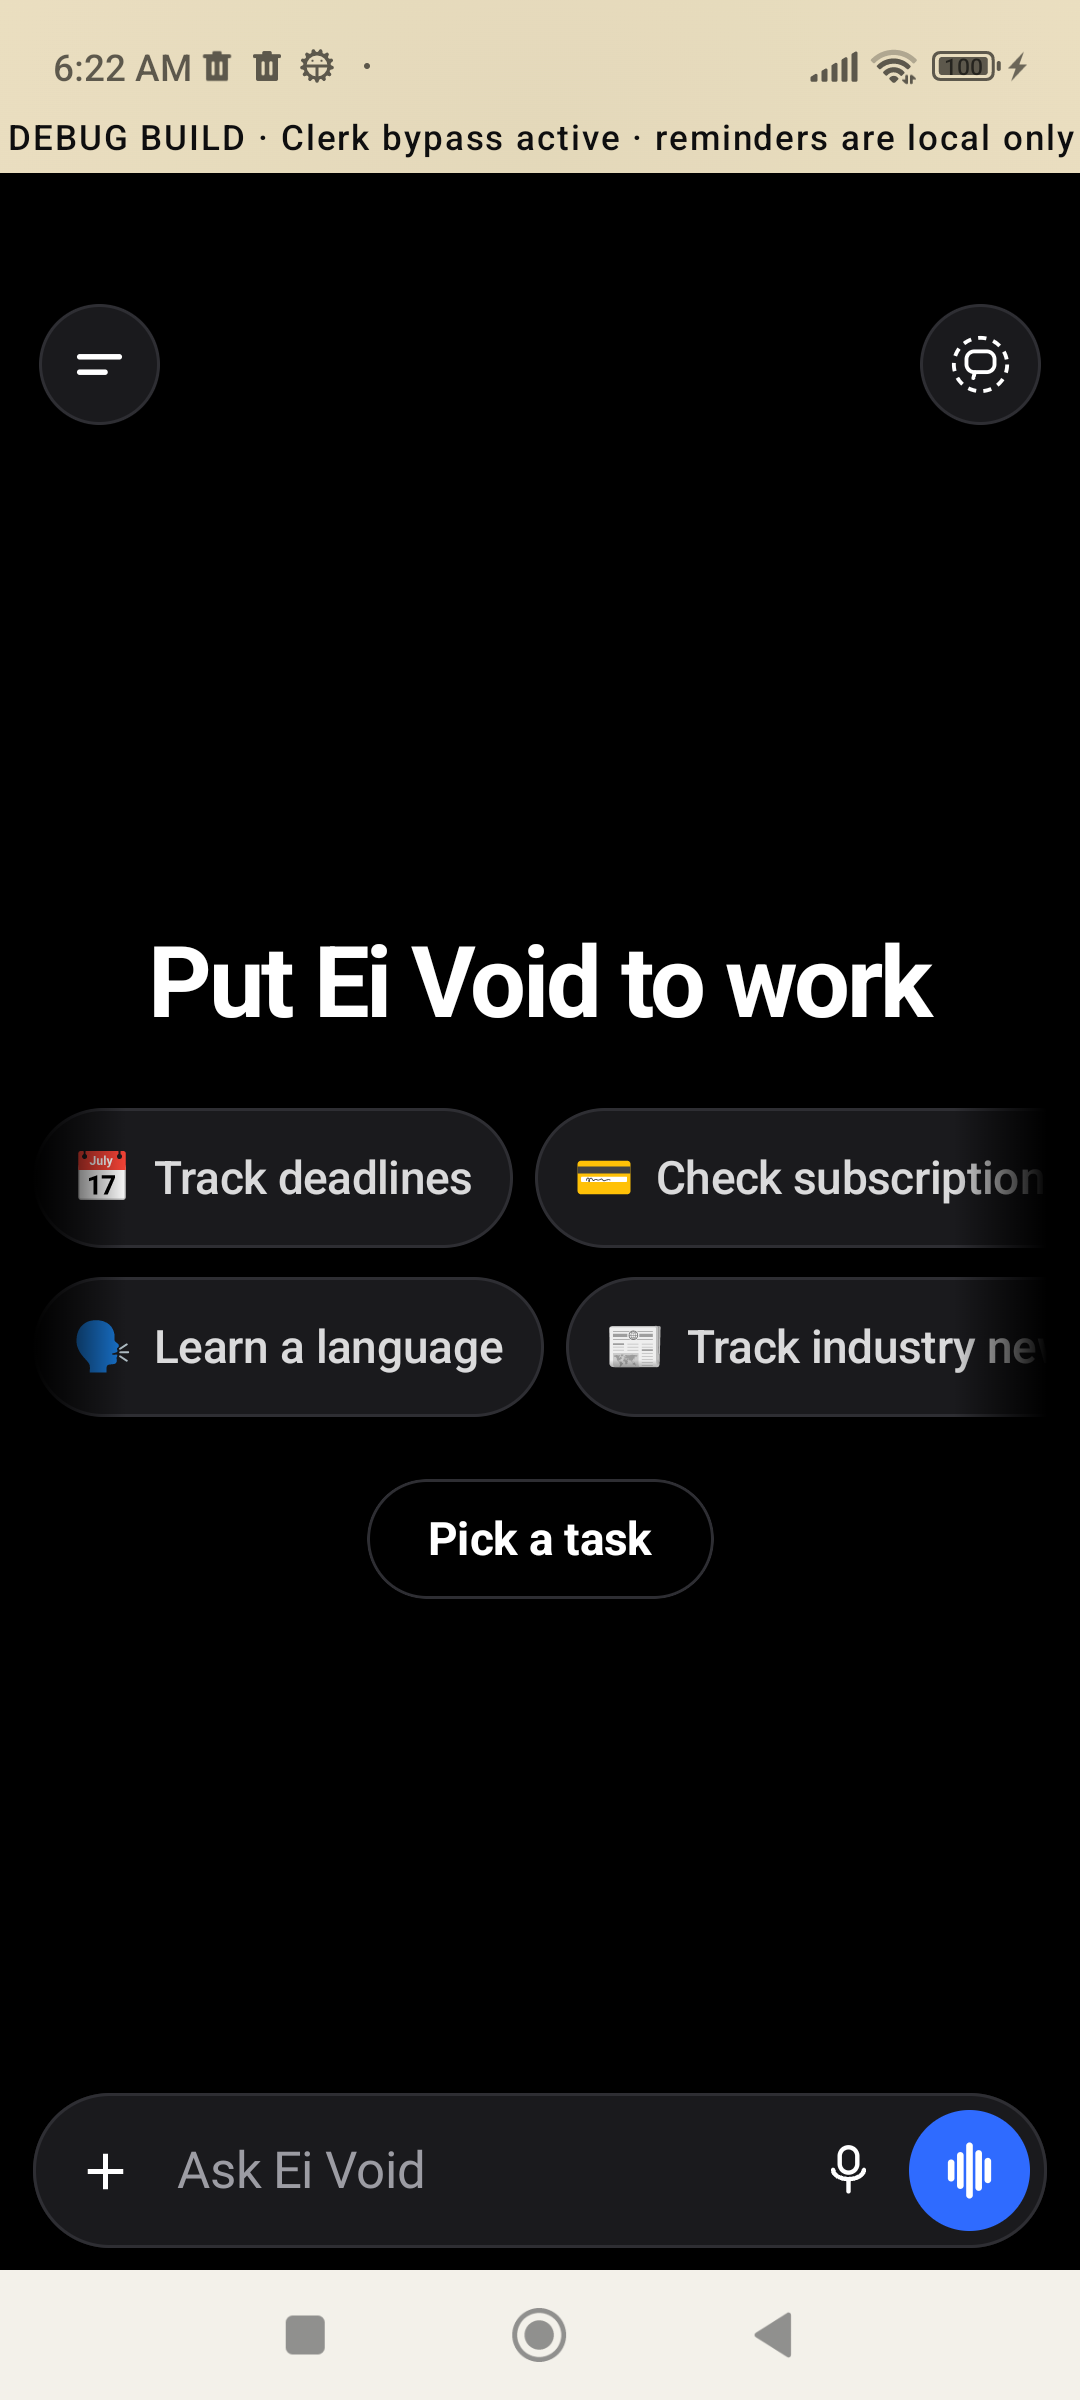 6:22 AM
100
DEBUG BUILD · Clerk bypass active · reminders are local only
Put Ei Void to work
July
17
Track deadlines
Check subscription
Learn a language
Track industry
Pick a task
Ask Ei Void